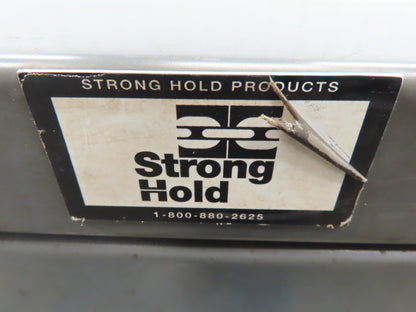 STRONG HOLD PRODUCTS
Strong
Hold
1-800-880-2625